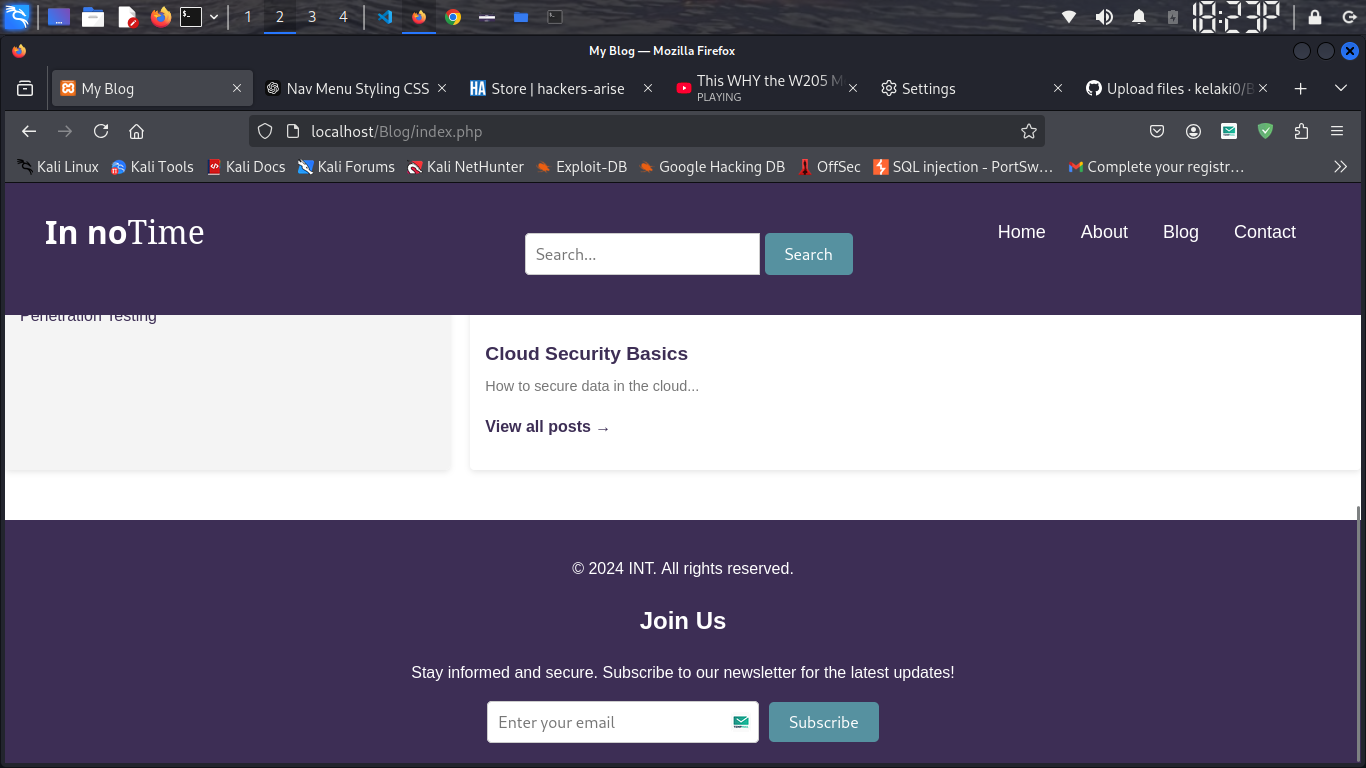 1 2 3 4 18:23P
My Blog — Mozilla Firefox
My Blog
Nav Menu Styling CSS
Store | hackers-arise
This WHY the W205 M
PLAYING
Settings
Upload files · kelaki0/B
localhost/Blog/index.php
Kali Linux Kali Tools Kali Docs Kali Forums Kali NetHunter Exploit-DB Google Hacking DB OffSec SQL injection - PortSw… Complete your registr…
In noTime
Search...
Search
Home About Blog Contact
Penetration Testing
Cloud Security Basics
How to secure data in the cloud...
View all posts →
© 2024 INT. All rights reserved.
Join Us
Stay informed and secure. Subscribe to our newsletter for the latest updates!
Enter your email
Subscribe